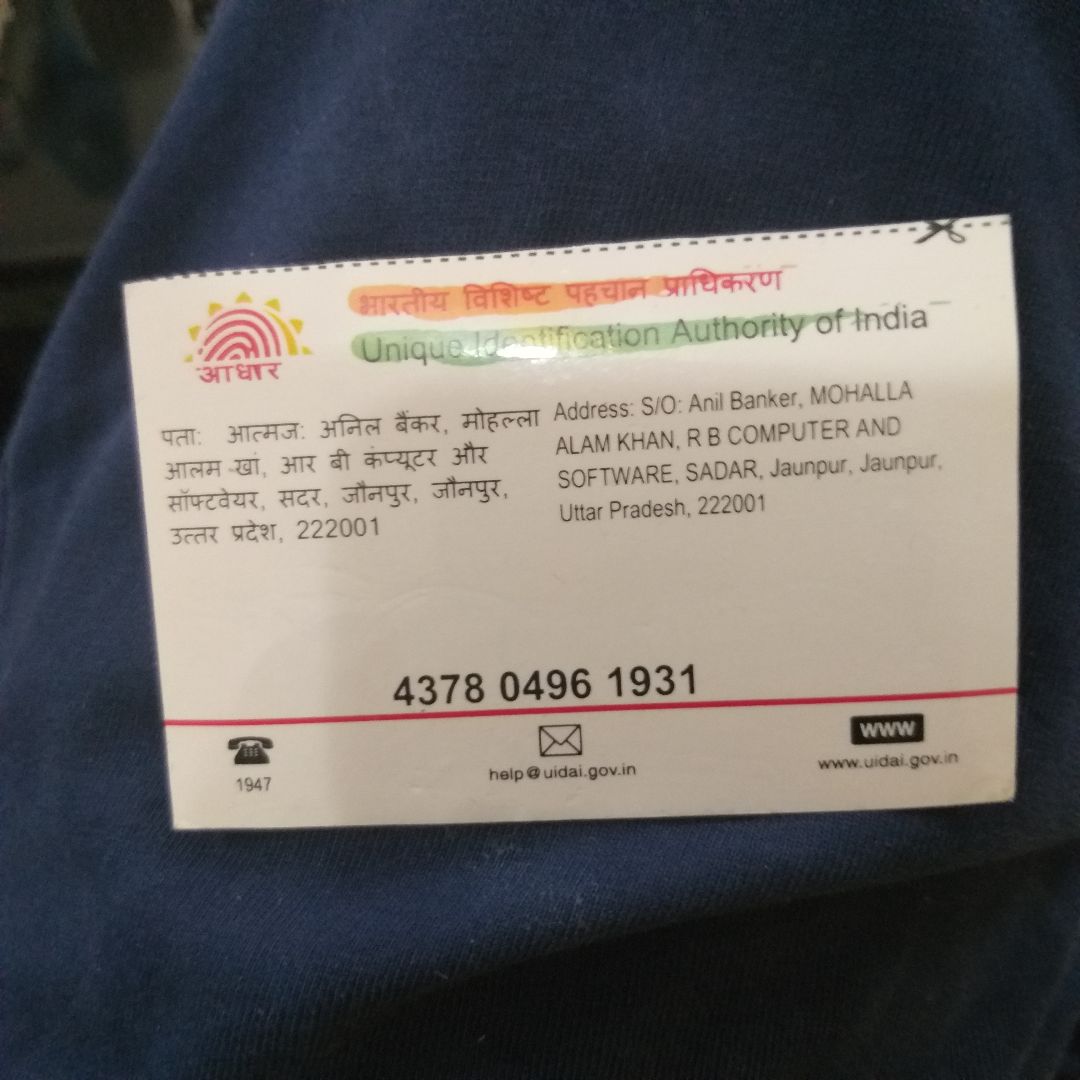 भारतीय विशिष्ट पहचान प्राधिकरण
Unique Identification Authority of India
आधार
पता: आत्मज: अनिल बैंकर, मोहल्ला
आलम खां, आर बी कंप्यूटर और
सॉफ्टवेयर, सदर, जौनपुर, जौनपुर,
उत्तर प्रदेश, 222001
Address: S/O: Anil Banker, MOHALLA
ALAM KHAN, R B COMPUTER AND
SOFTWARE, SADAR, Jaunpur, Jaunpur,
Uttar Pradesh, 222001
4378 0496 1931
1947
help@uidai.gov.in
www
www.uidai.gov.in